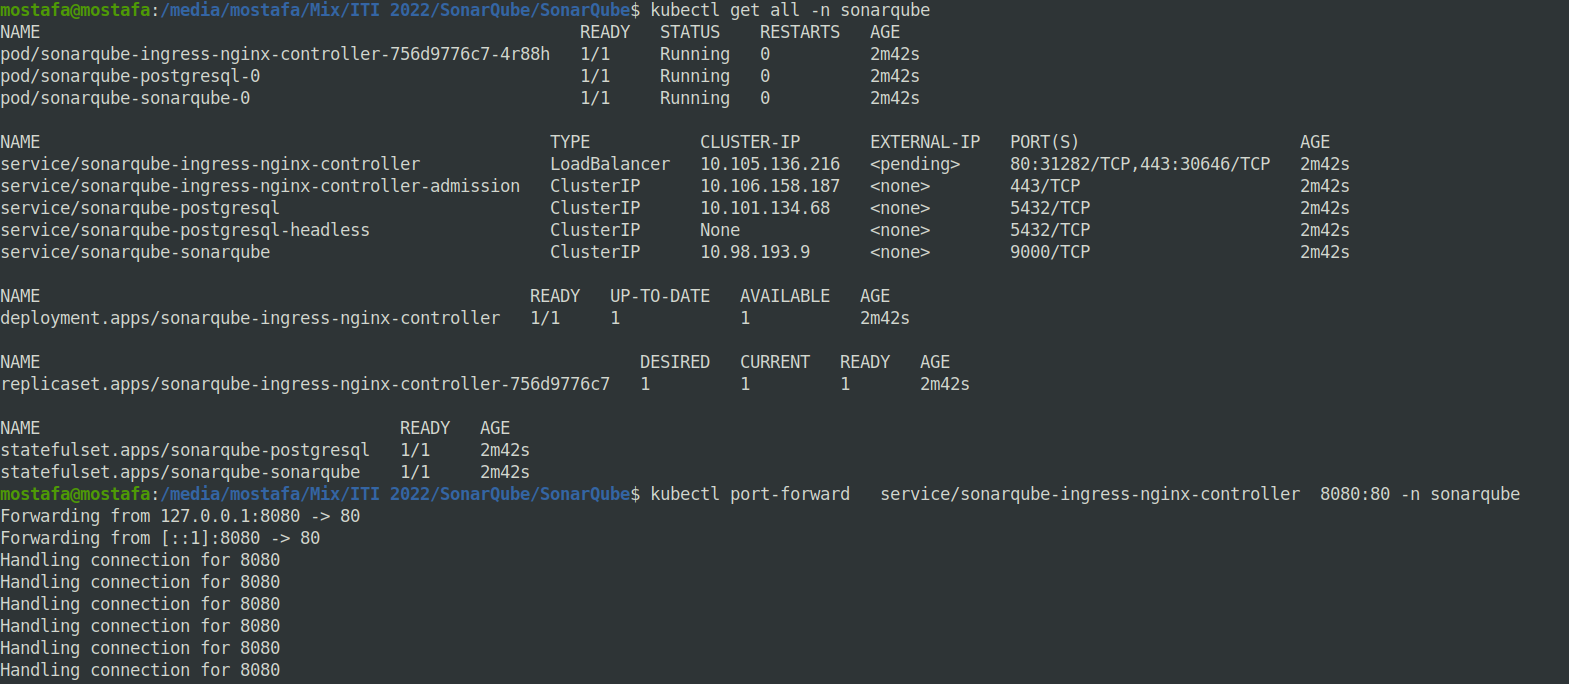 mostafa@mostafa:/media/mostafa/Mix/ITI 2022/SonarQube/SonarQube$ kubectl get all -n sonarqube
NAME                                                      READY   STATUS    RESTARTS   AGE
pod/sonarqube-ingress-nginx-controller-756d9776c7-4r88h   1/1     Running   0          2m42s
pod/sonarqube-postgresql-0                                1/1     Running   0          2m42s
pod/sonarqube-sonarqube-0                                 1/1     Running   0          2m42s

NAME                                                   TYPE           CLUSTER-IP       EXTERNAL-IP   PORT(S)                      AGE
service/sonarqube-ingress-nginx-controller             LoadBalancer   10.105.136.216   <pending>     80:31282/TCP,443:30646/TCP   2m42s
service/sonarqube-ingress-nginx-controller-admission   ClusterIP      10.106.158.187   <none>        443/TCP                      2m42s
service/sonarqube-postgresql                           ClusterIP      10.101.134.68    <none>        5432/TCP                     2m42s
service/sonarqube-postgresql-headless                  ClusterIP      None             <none>        5432/TCP                     2m42s
service/sonarqube-sonarqube                            ClusterIP      10.98.193.9      <none>        9000/TCP                     2m42s

NAME                                                 READY   UP-TO-DATE   AVAILABLE   AGE
deployment.apps/sonarqube-ingress-nginx-controller   1/1     1            1           2m42s

NAME                                                            DESIRED   CURRENT   READY   AGE
replicaset.apps/sonarqube-ingress-nginx-controller-756d9776c7   1         1         1       2m42s

NAME                                    READY   AGE
statefulset.apps/sonarqube-postgresql   1/1     2m42s
statefulset.apps/sonarqube-sonarqube    1/1     2m42s
mostafa@mostafa:/media/mostafa/Mix/ITI 2022/SonarQube/SonarQube$ kubectl port-forward   service/sonarqube-ingress-nginx-controller  8080:80 -n sonarqube
Forwarding from 127.0.0.1:8080 -> 80
Forwarding from [::1]:8080 -> 80
Handling connection for 8080
Handling connection for 8080
Handling connection for 8080
Handling connection for 8080
Handling connection for 8080
Handling connection for 8080